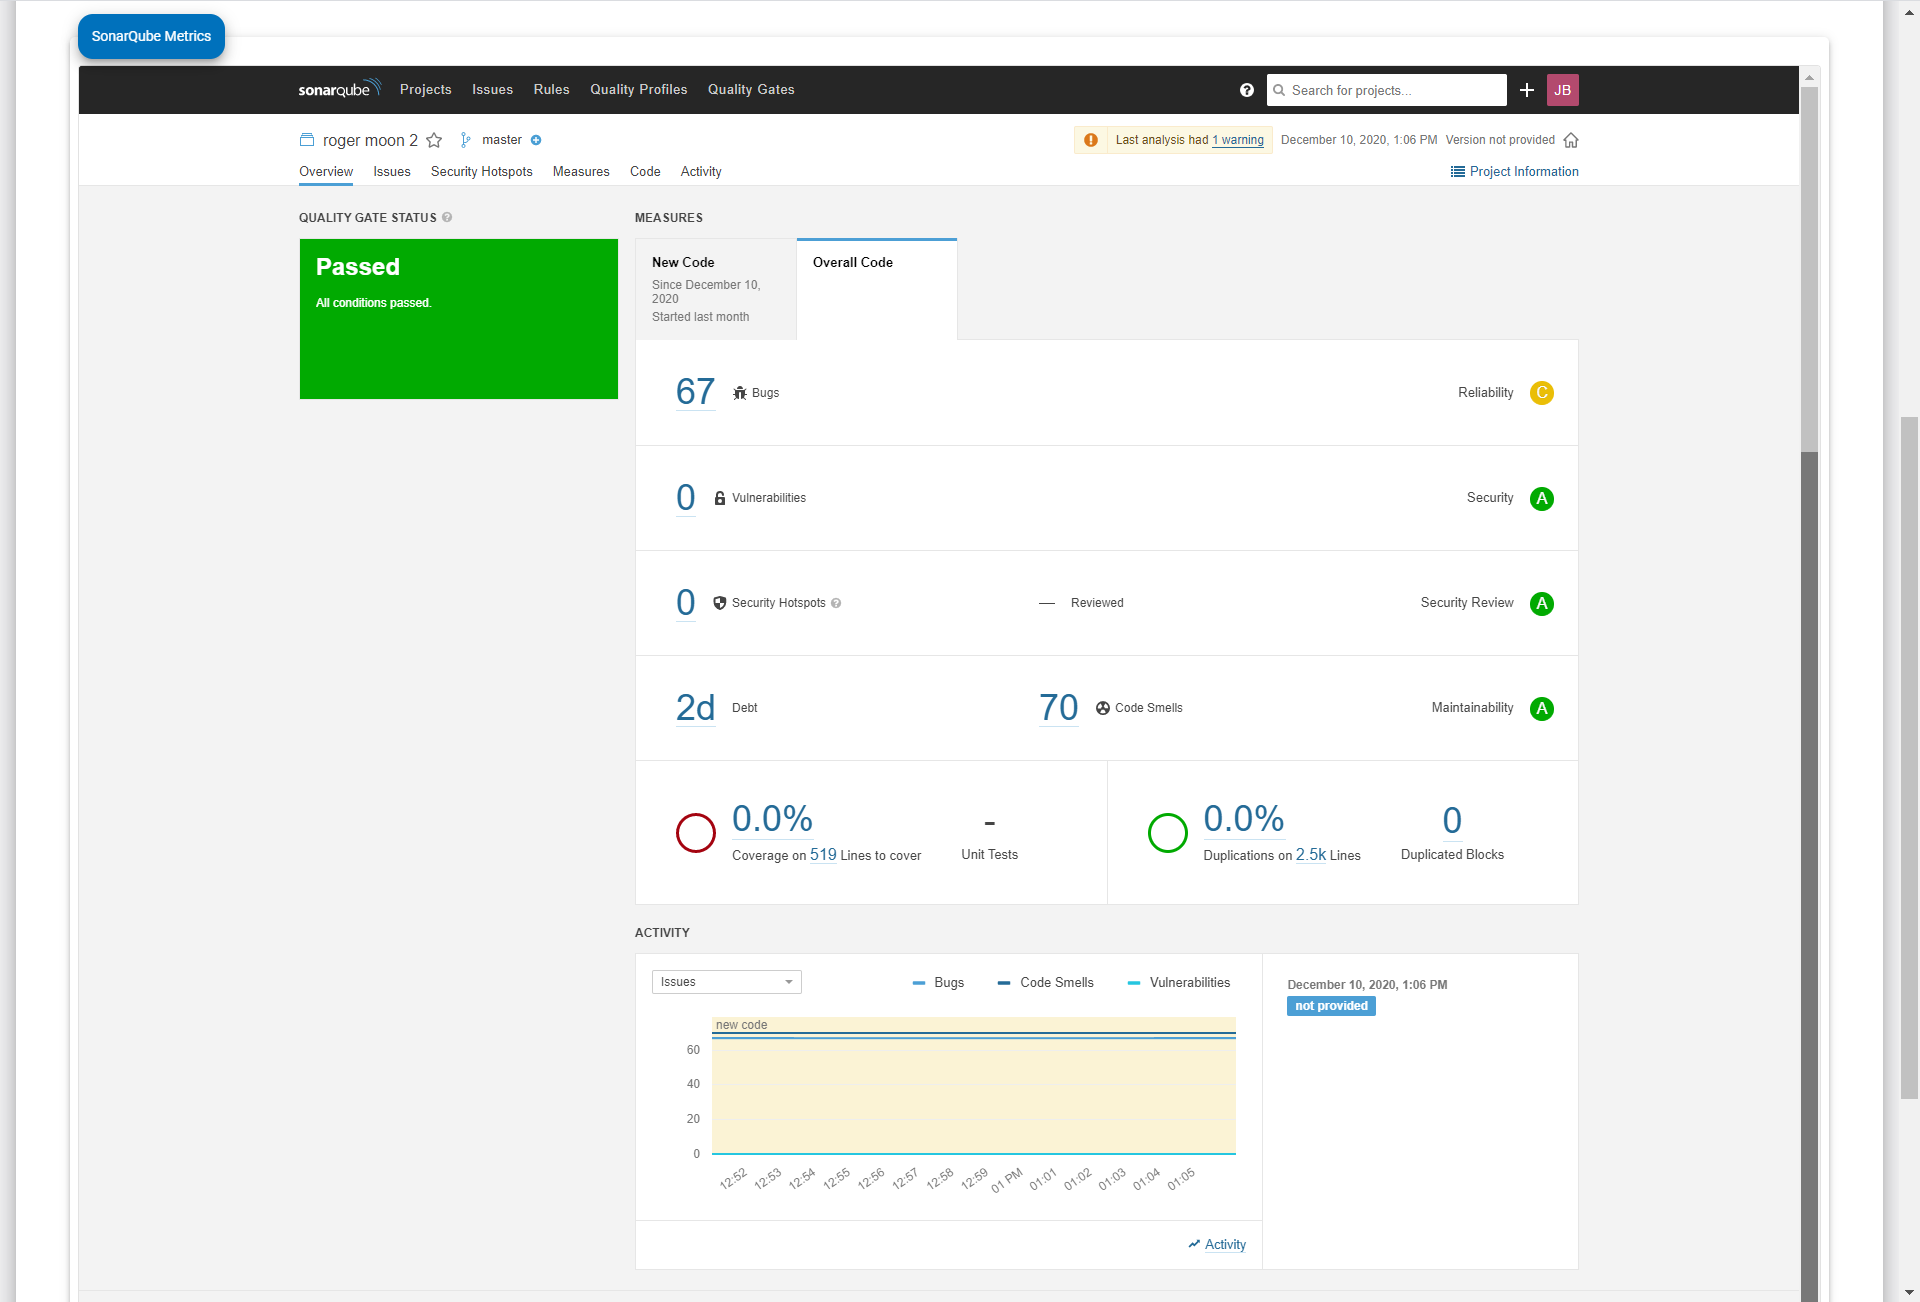 SonarQube Metrics
sonarqube Projects Issues Rules Quality Profiles Quality Gates ? Search for projects... + JB
roger moon 2 master Last analysis had 1 warning December 10, 2020, 1:06 PM Version not provided
Overview Issues Security Hotspots Measures Code Activity Project Information
QUALITY GATE STATUS ?
Passed
All conditions passed.
MEASURES
New Code
Since December 10,
2020
Started last month
Overall Code
67 Bugs Reliability C
0 Vulnerabilities Security A
0 Security Hotspots ? — Reviewed Security Review A
2d Debt 70 Code Smells Maintainability A
0.0% - 0.0% 0
Coverage on 519 Lines to cover Unit Tests Duplications on 2.5k Lines Duplicated Blocks
ACTIVITY
Issues Bugs Code Smells Vulnerabilities
December 10, 2020, 1:06 PM
not provided
new code
60
40
20
0
12:52 12:53 12:54 12:55 12:56 12:57 12:58 12:59 01 PM 01:01 01:02 01:03 01:04 01:05
Activity